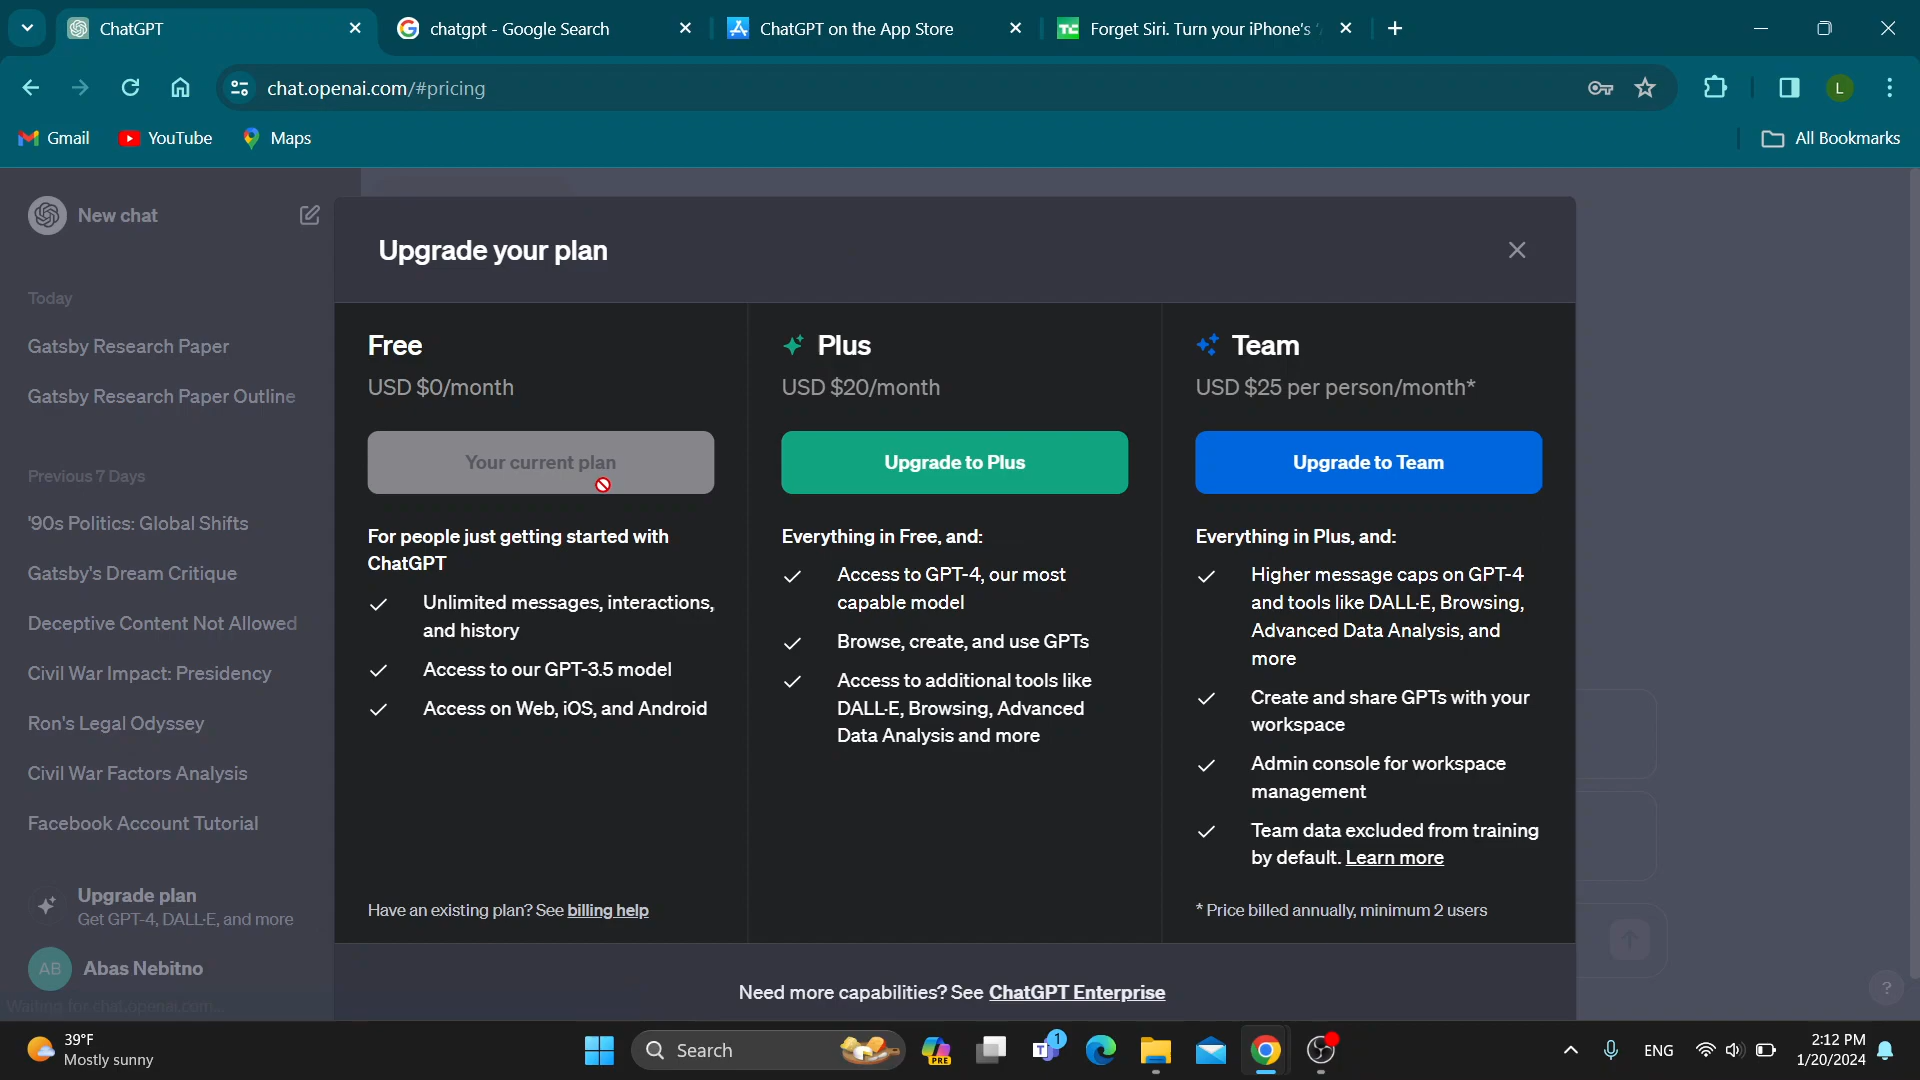 ChatGPT
chatgpt - Google Search
ChatGPT on the App Store
Forget Siri. Turn your iPhone's
chat.openai.com/#pricing
L
Gmail
YouTube
Maps
All Bookmarks
New chat
Today
Gatsby Research Paper
Gatsby Research Paper Outline
Previous 7 Days
'90s Politics: Global Shifts
Gatsby's Dream Critique
Deceptive Content Not Allowed
Civil War Impact: Presidency
Ron's Legal Odyssey
Civil War Factors Analysis
Facebook Account Tutorial
Upgrade plan
Get GPT-4, DALL·E, and more
AB
Abas Nebitno
Waiting for chat.openai.com...
Upgrade your plan
Free
USD $0/month
Your current plan
For people just getting started with
ChatGPT
Unlimited messages, interactions,
and history
Access to our GPT-3.5 model
Access on Web, iOS, and Android
Have an existing plan? See billing help
Plus
USD $20/month
Upgrade to Plus
Everything in Free, and:
Access to GPT-4, our most
capable model
Browse, create, and use GPTs
Access to additional tools like
DALL·E, Browsing, Advanced
Data Analysis and more
Team
USD $25 per person/month*
Upgrade to Team
Everything in Plus, and:
Higher message caps on GPT-4
and tools like DALL·E, Browsing,
Advanced Data Analysis, and
more
Create and share GPTs with your
workspace
Admin console for workspace
management
Team data excluded from training
by default. Learn more
* Price billed annually, minimum 2 users
Need more capabilities? See ChatGPT Enterprise
?
39°F
Mostly sunny
Search
PRE
1
ENG
2:12 PM
1/20/2024